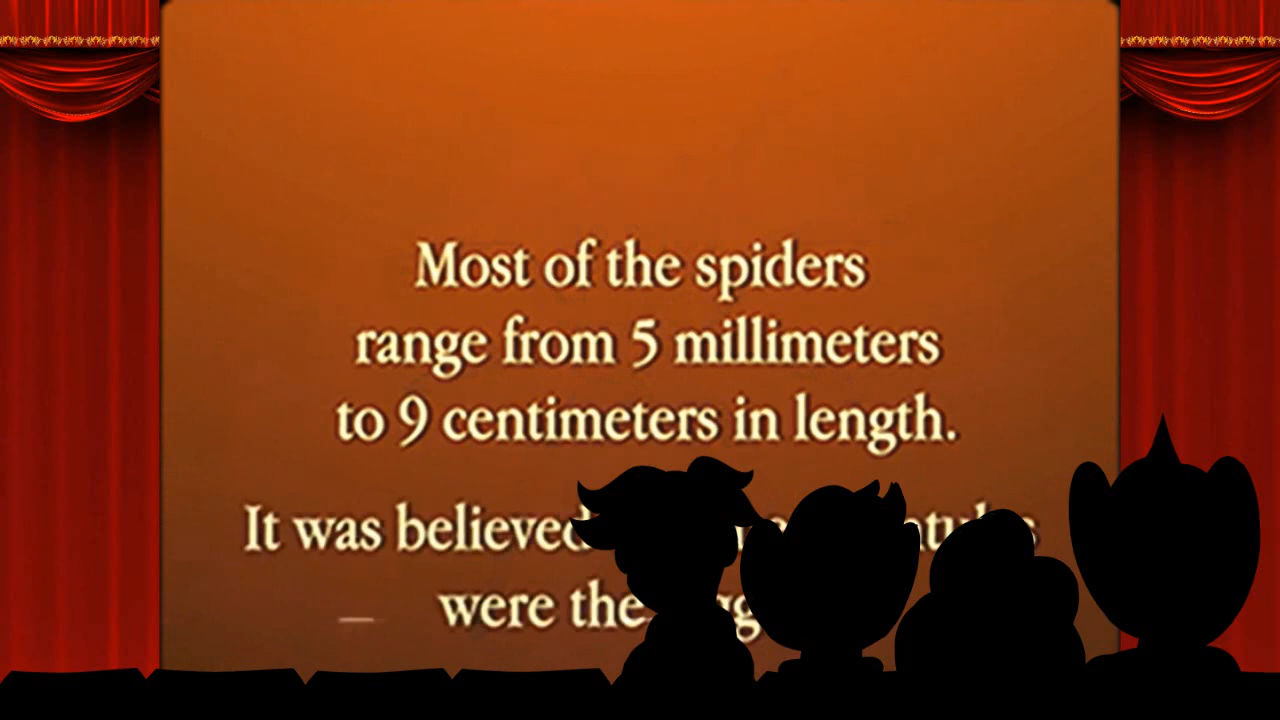 Most of the spiders
range from 5 millimeters
to 9 centimeters in length.
It was believed
were the